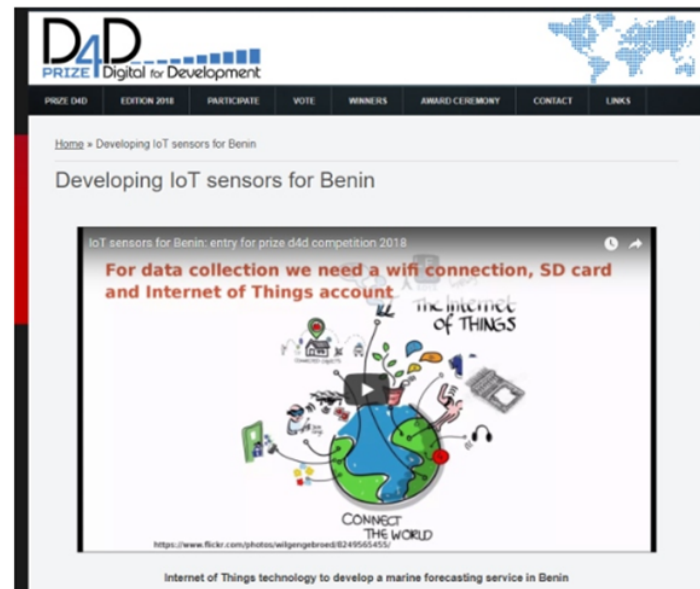 D4D
PRIZE Digital for Development
PRIZE D4D EDITION 2018 PARTICIPATE VOTE WINNERS AWARD CEREMONY CONTACT LINKS
Home » Developing IoT sensors for Benin
Developing IoT sensors for Benin
IoT sensors for Benin: entry for prize d4d competition 2018
For data collection we need a wifi connection, SD card
and Internet of Things account
The Internet
of THINGS
CONNECTED OBJECTS
CONNECT
THE WORLD
https://www.flickr.com/photos/wilgengebroed/8249565455/
Internet of Things technology to develop a marine forecasting service in Benin